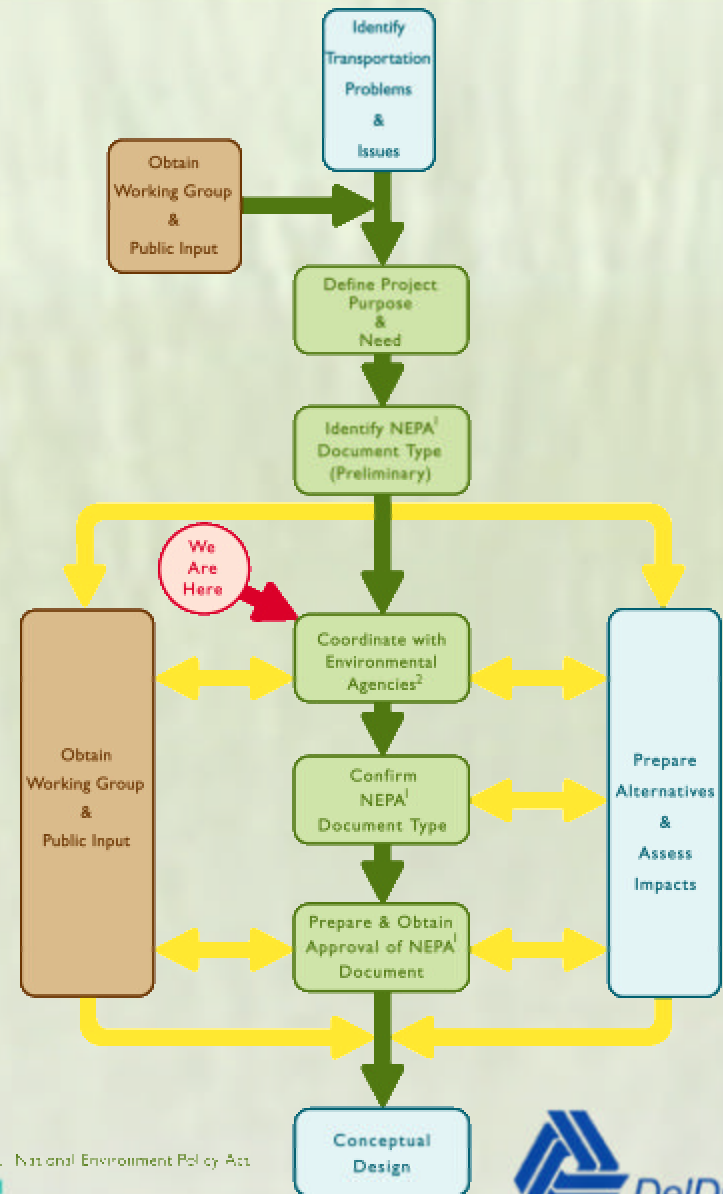 Identify
Transportation
Problems
&
Issues
Obtain
Working Group
&
Public Input
Define Project
Purpose
&
Need
Identify NEPA¹
Document Type
(Preliminary)
We
Are
Here
Coordinate with
Environmental
Agencies²
Obtain
Working Group
&
Public Input
Confirm
NEPA¹
Document Type
Prepare
Alternatives
&
Assess
Impacts
Prepare & Obtain
Approval of NEPA¹
Document
Conceptual
Design
National Environment Policy Act
DelD